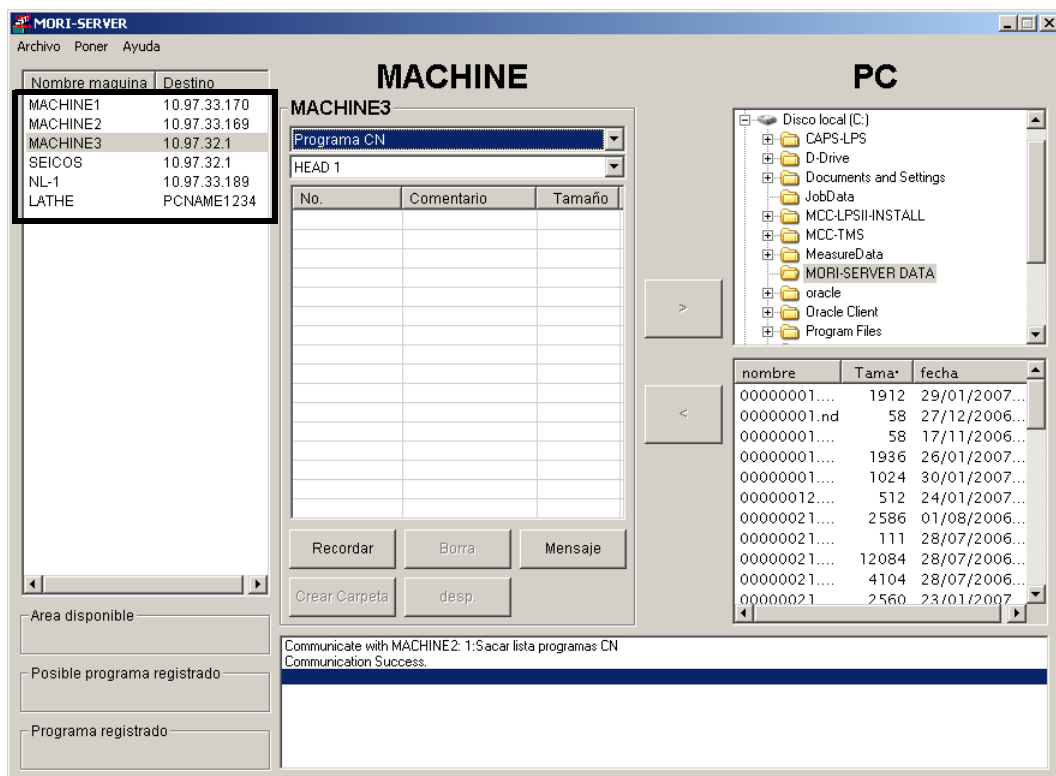 MORI-SERVER
Archivo Poner Ayuda
Nombre maquina Destino
MACHINE1 10.97.33.170
MACHINE2 10.97.33.169
MACHINE3 10.97.32.1
SEICOS 10.97.32.1
NL-1 10.97.33.189
LATHE PCNAME1234
Area disponible
Posible programa registrado
Programa registrado
MACHINE
MACHINE3
Programa CN
HEAD 1
No. Comentario Tamaño
Recordar Borra Mensaje
Crear Carpeta desp.
>
<
PC
Disco local (C:)
CAPS-LPS
D-Drive
Documents and Settings
JobData
MCC-LPSII-INSTALL
MCC-TMS
MeasureData
MORI-SERVER DATA
oracle
Oracle Client
Program Files
nombre Tama· fecha
00000001.... 1912 29/01/2007...
00000001.nd 58 27/12/2006...
00000001.... 58 17/11/2006...
00000001.... 1936 26/01/2007...
00000001.... 1024 30/01/2007...
00000012.... 512 24/01/2007...
00000021.... 2586 01/08/2006...
00000021.... 111 28/07/2006...
00000021.... 12084 28/07/2006...
00000021.... 4104 28/07/2006...
00000021 2560 23/01/2007
Communicate with MACHINE2: 1:Sacar lista programas CN
Communication Success.